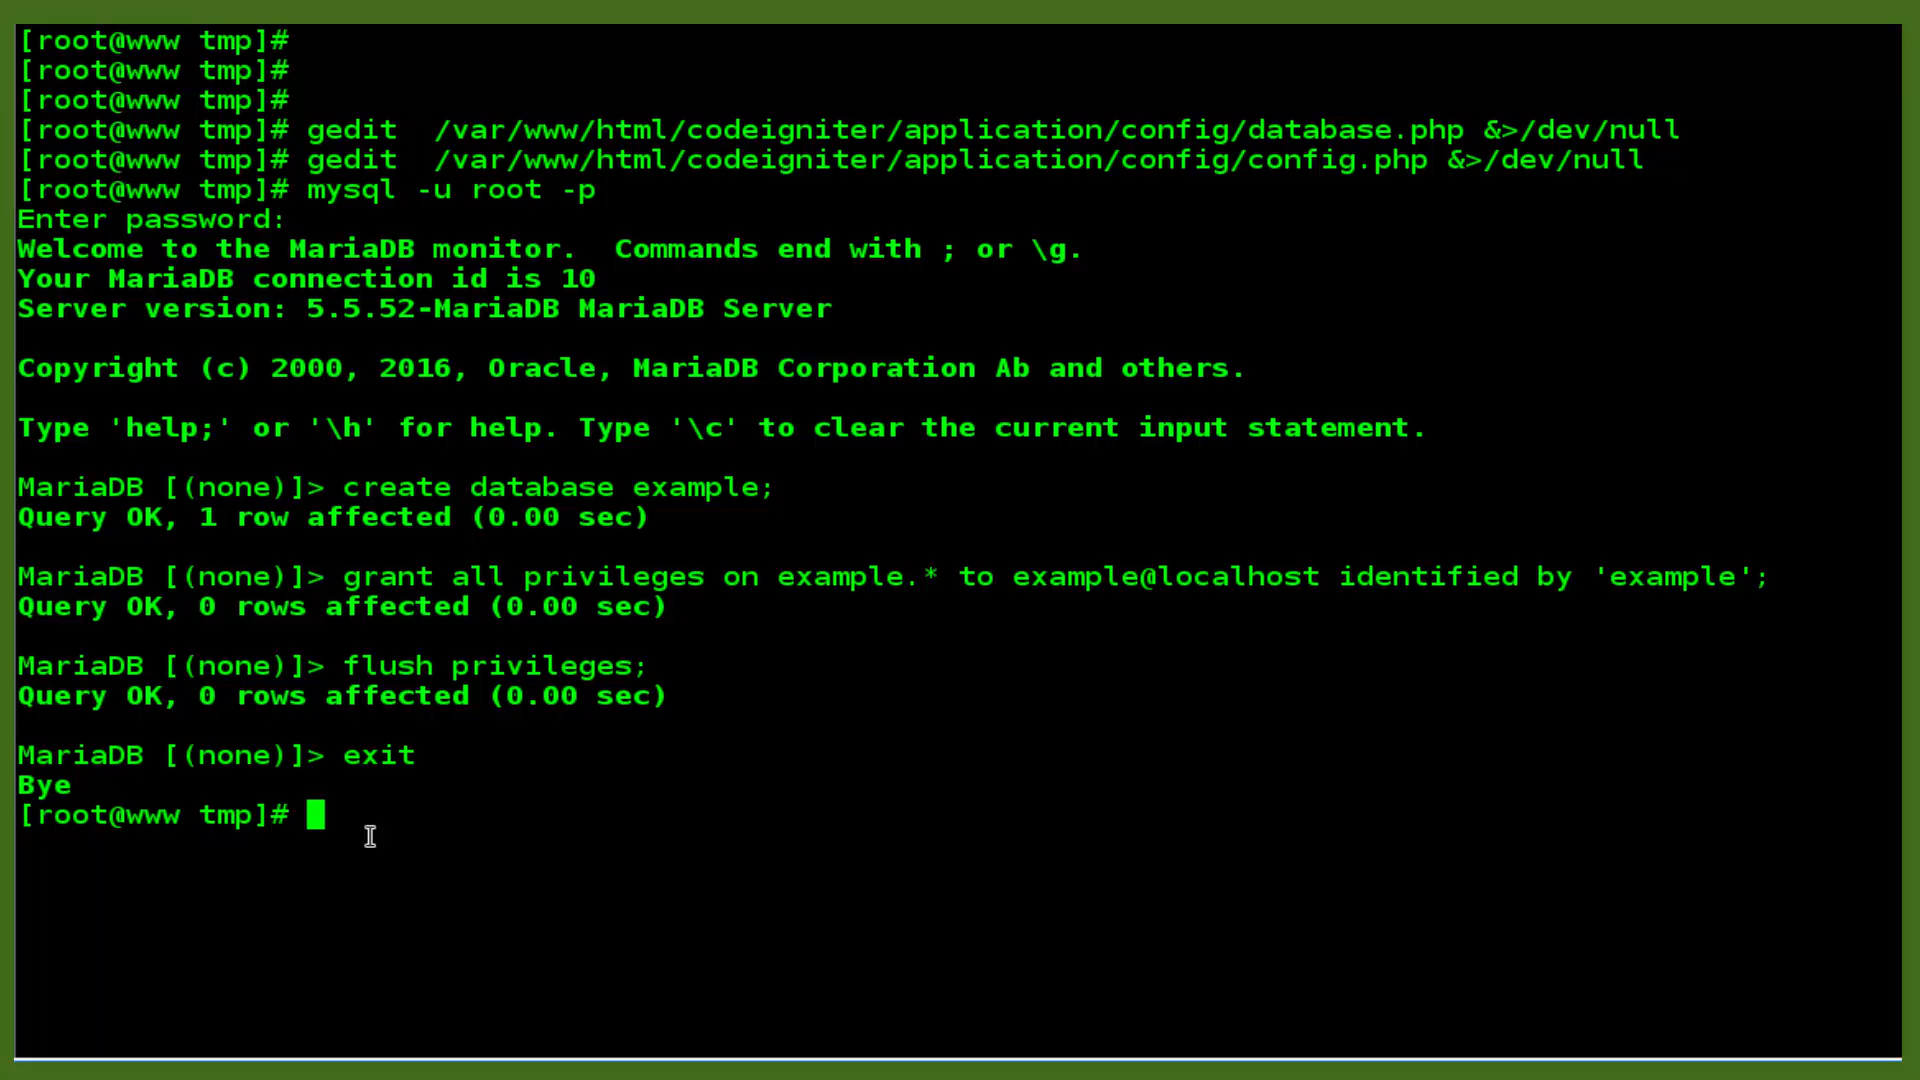 [root@www tmp]#
[root@www tmp]#
[root@www tmp]#
[root@www tmp]# gedit  /var/www/html/codeigniter/application/config/database.php &>/dev/null
[root@www tmp]# gedit  /var/www/html/codeigniter/application/config/config.php &>/dev/null
[root@www tmp]# mysql -u root -p
Enter password:
Welcome to the MariaDB monitor.  Commands end with ; or \g.
Your MariaDB connection id is 10
Server version: 5.5.52-MariaDB MariaDB Server
Copyright (c) 2000, 2016, Oracle, MariaDB Corporation Ab and others.
Type 'help;' or '\h' for help. Type '\c' to clear the current input statement.
MariaDB [(none)]> create database example;
Query OK, 1 row affected (0.00 sec)
MariaDB [(none)]> grant all privileges on example.* to example@localhost identified by 'example';
Query OK, 0 rows affected (0.00 sec)
MariaDB [(none)]> flush privileges;
Query OK, 0 rows affected (0.00 sec)
MariaDB [(none)]> exit
Bye
[root@www tmp]#